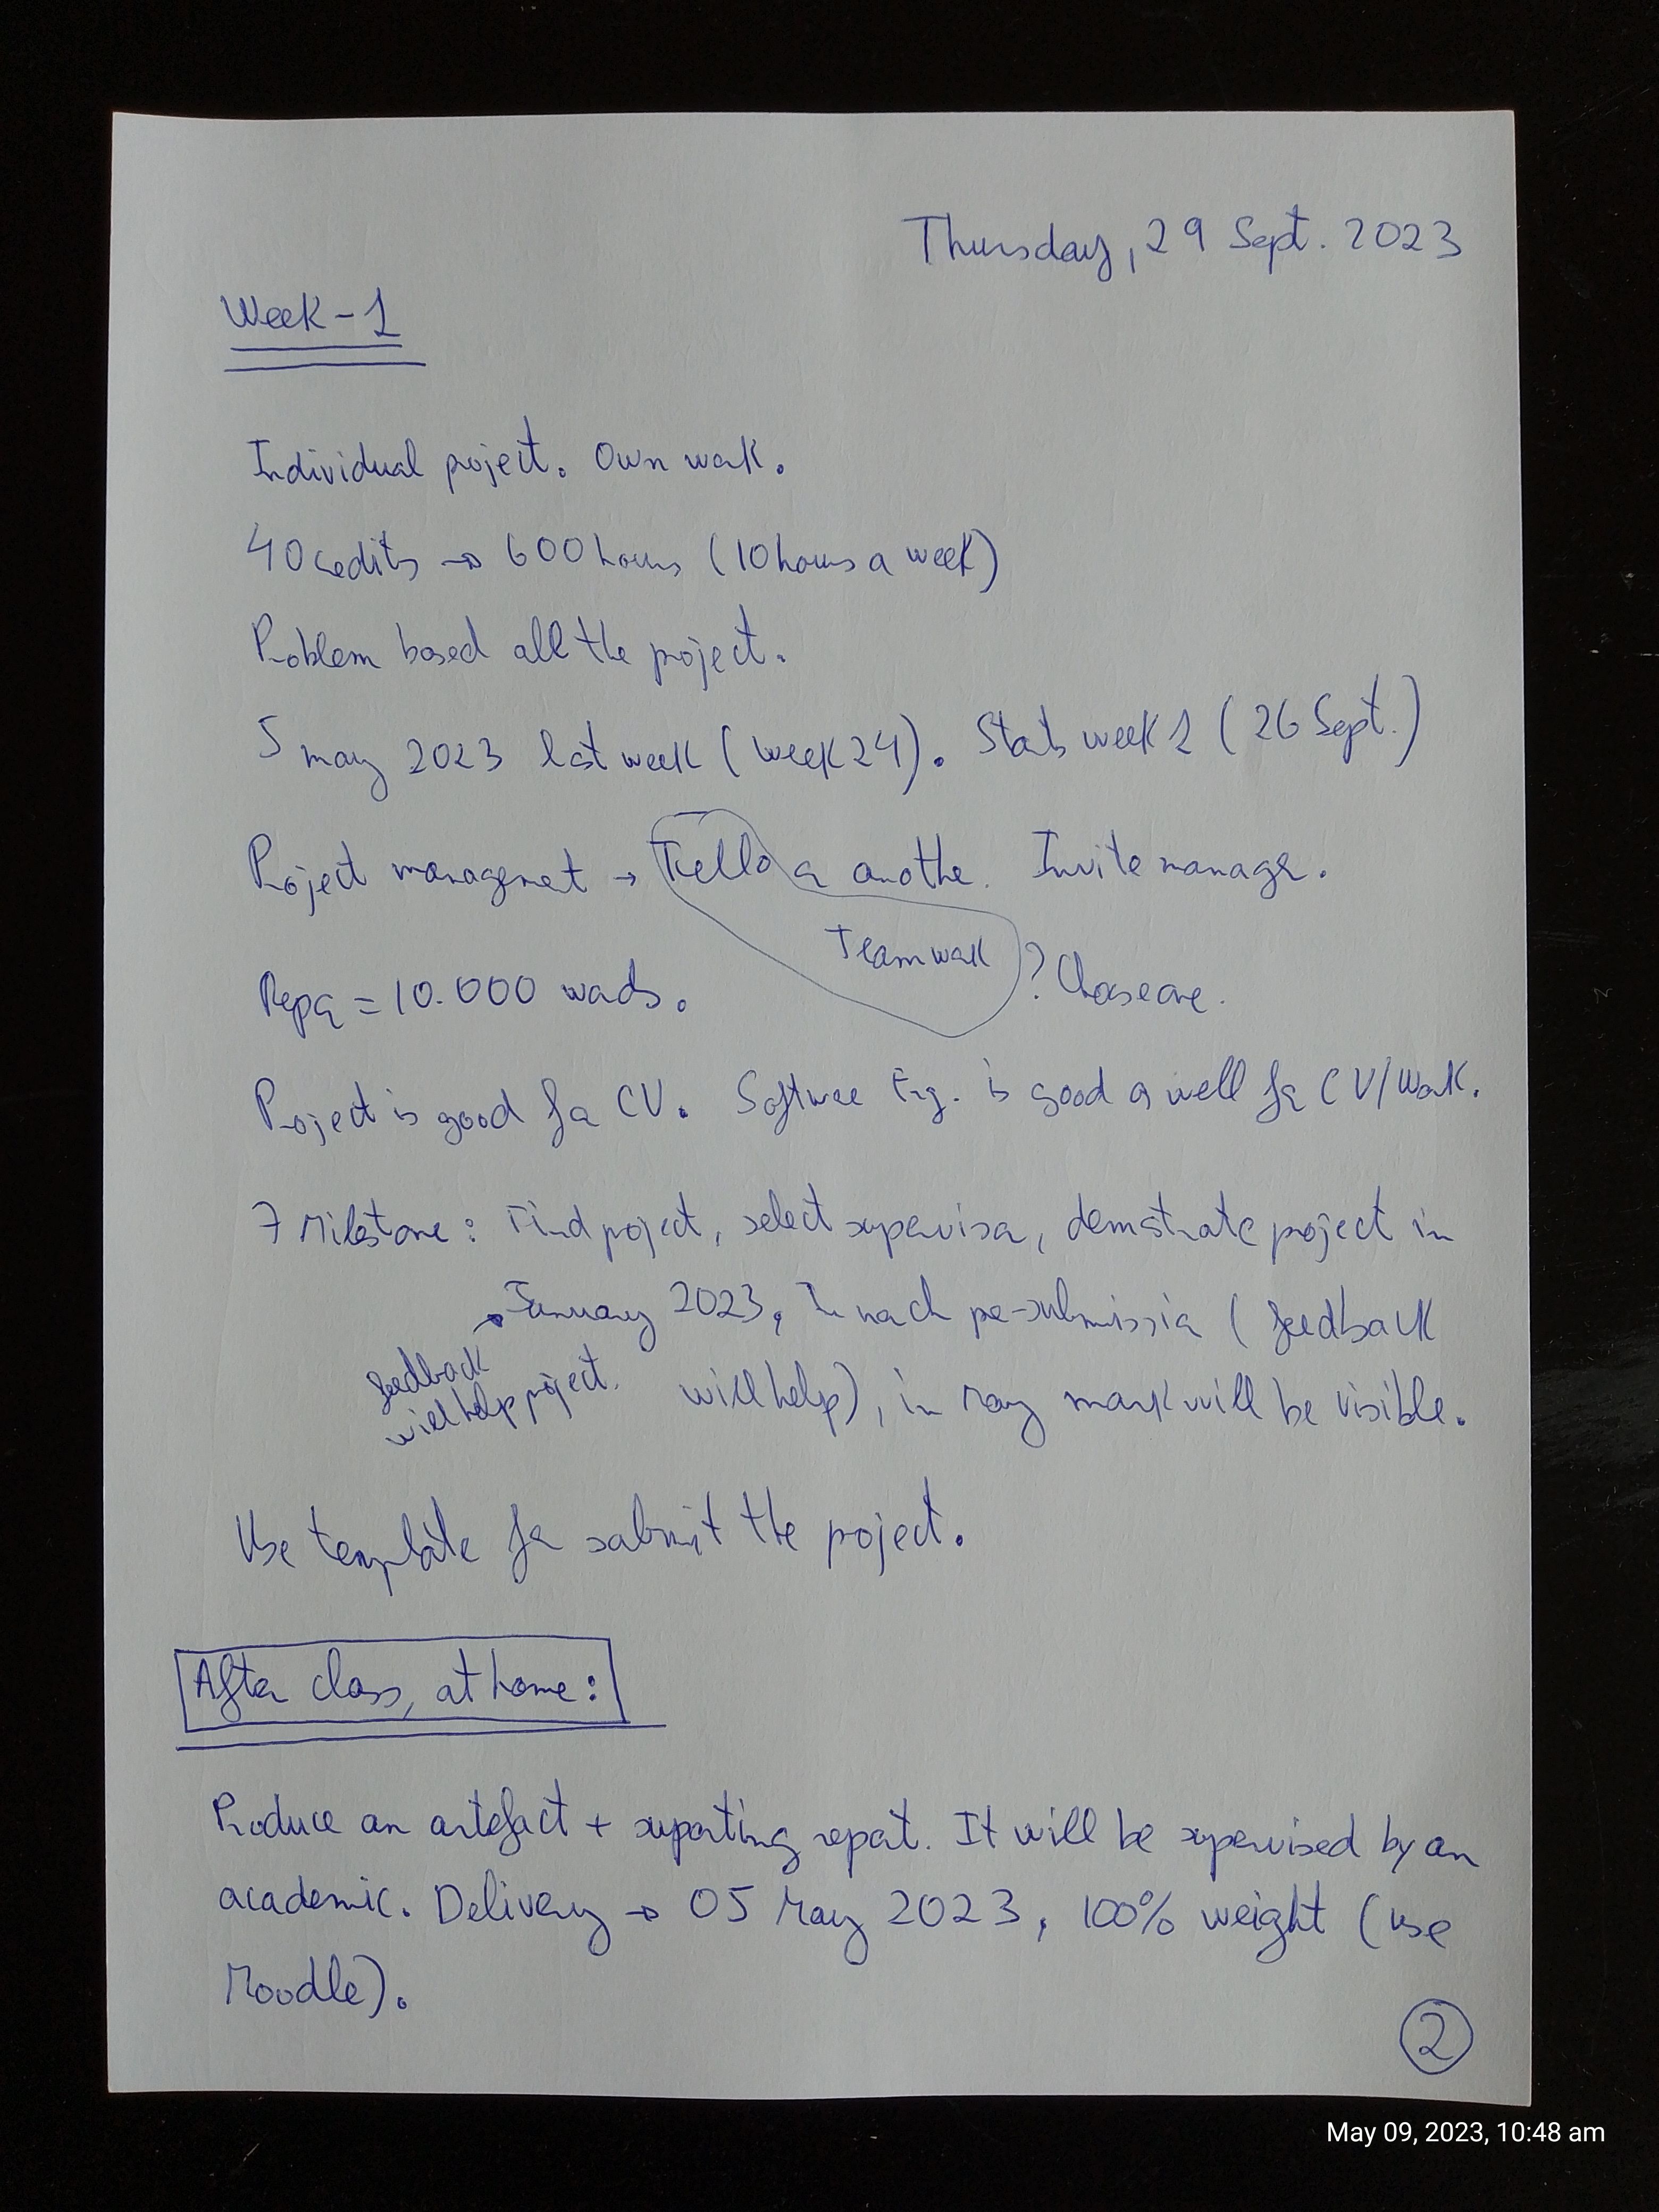 Thursday, 29 Sept. 2023
Week-1
Individual project. Own work.
40 credits → 600 hours (10 hours a week)
Problem based all the project.
5 may 2023 last week (week 24). Starts week 1 (26 Sept.)
Project management → Trello or another. Invite manager.
Teamwork ? Choose one.
Report = 10.000 words.
Project is good for CV. Software Eng. is good as well for CV/Work.
7 Milestone: Find project, select supervisor, demstrate project in
→ January 2023, In march pre-submission (feedback
feedback
will help project. will help), in May mark will be visible.
Use template for submit the project.
After class, at home:
Produce an artefact + suporting report. It will be supervised by an
academic. Delivery → 05 May 2023, 100% weight (use
Moodle).
2
May 09, 2023, 10:48 am